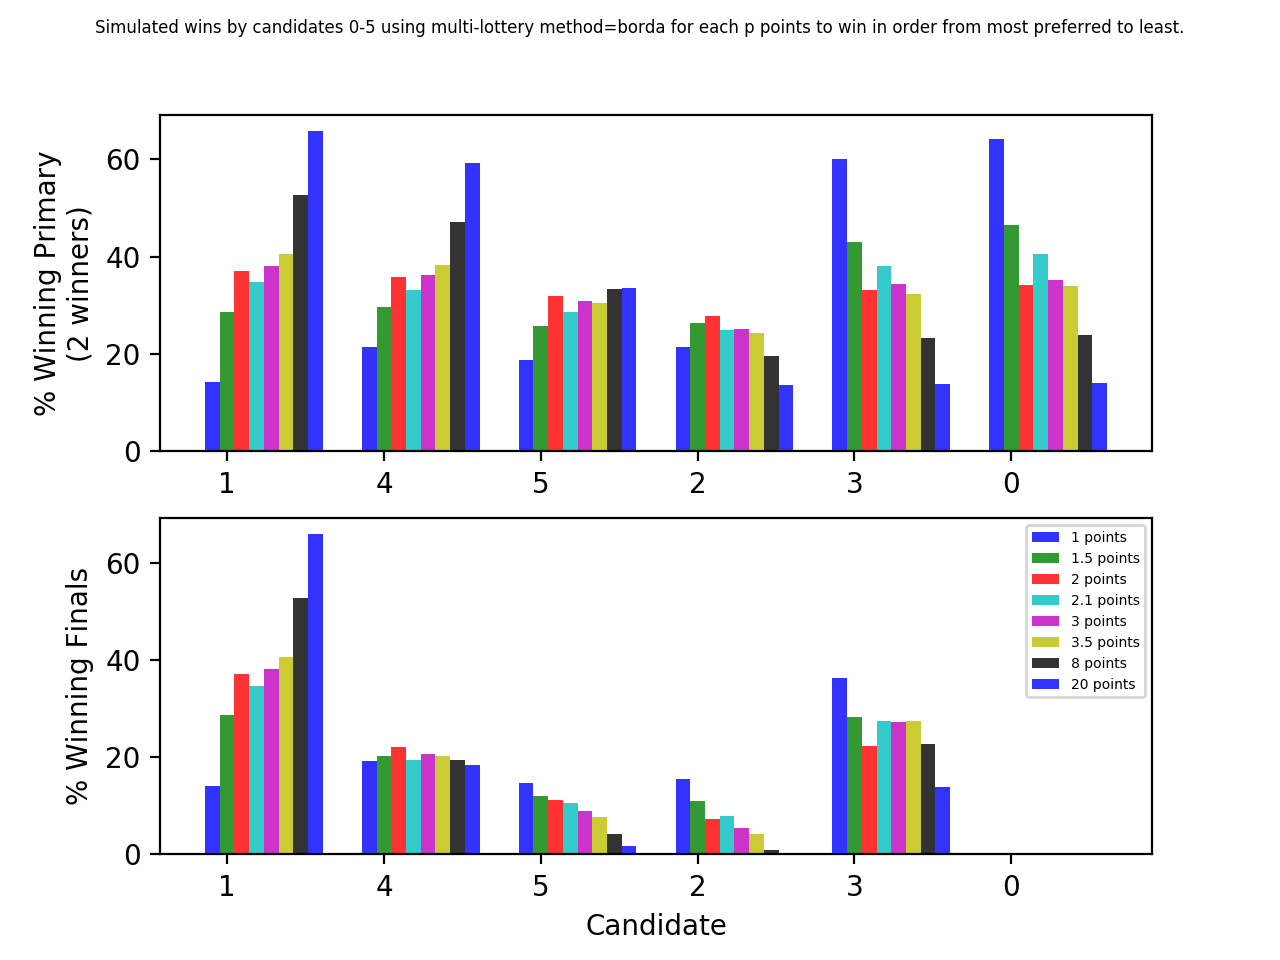 Simulated wins by candidates 0-5 using multi-lottery method=borda for each p points to win in order from most preferred to least.
% Winning Primary
(2 winners)
60
40
20
0
1 4 5 2 3 0
% Winning Finals
60
40
20
0
1 points
1.5 points
2 points
2.1 points
3 points
3.5 points
8 points
20 points
1 4 5 2 3 0
Candidate